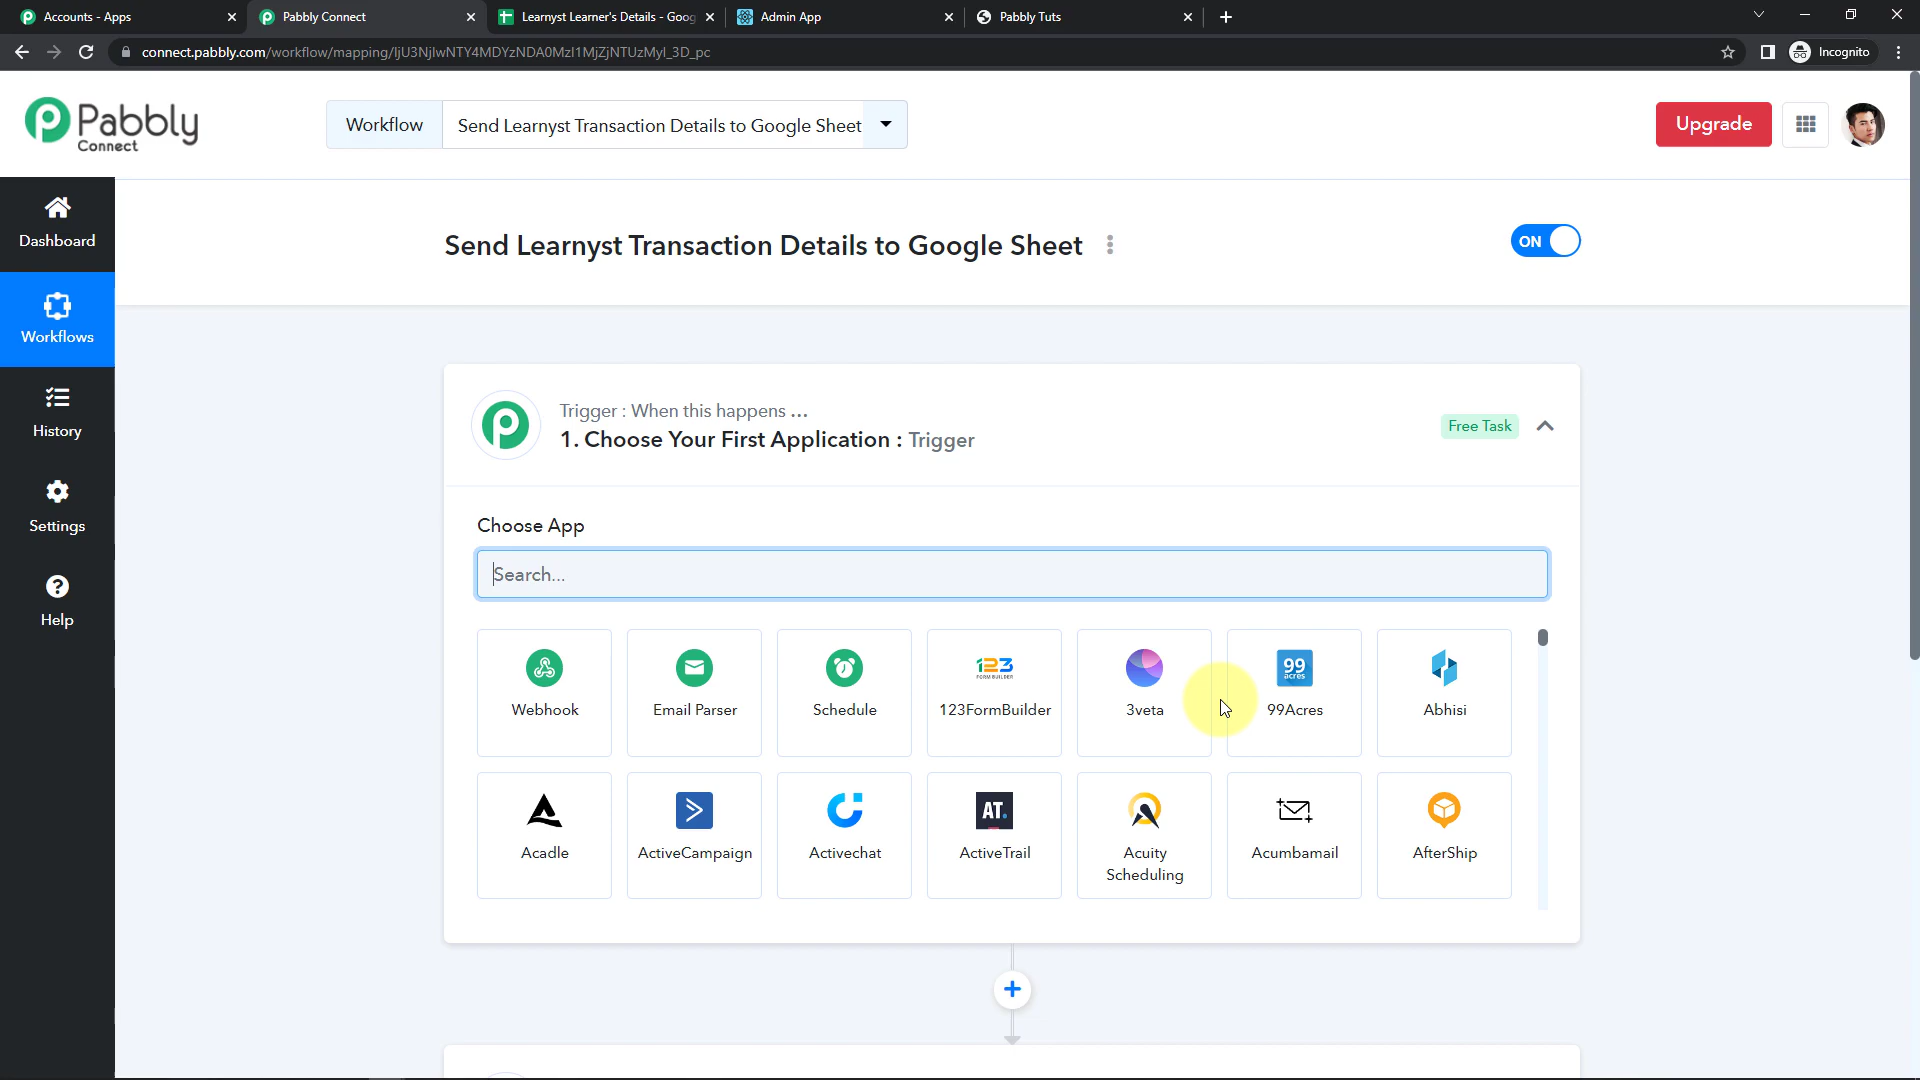 Accounts - Apps
Pabbly Connect
Learnyst Learner's Details - Goog
Admin App
Pabbly Tuts
connect.pabbly.com/workflow/mapping/IjU3NjIwNTY4MDYzNDA0MzI1MjZjNTUzMyI_3D_pc
Incognito
Pabbly
Connect
Workflow
Send Learnyst Transaction Details to Google Sheet
Upgrade
Dashboard
Workflows
History
Settings
Help
Send Learnyst Transaction Details to Google Sheet
ON
Trigger : When this happens ...
1. Choose Your First Application : Trigger
Free Task
Choose App
Search...
Webhook
Email Parser
Schedule
123
FORM BUILDER
123FormBuilder
3veta
99
acres
99Acres
Abhisi
Acadle
ActiveCampaign
Activechat
AT.
ActiveTrail
Acuity
Scheduling
Acumbamail
AfterShip